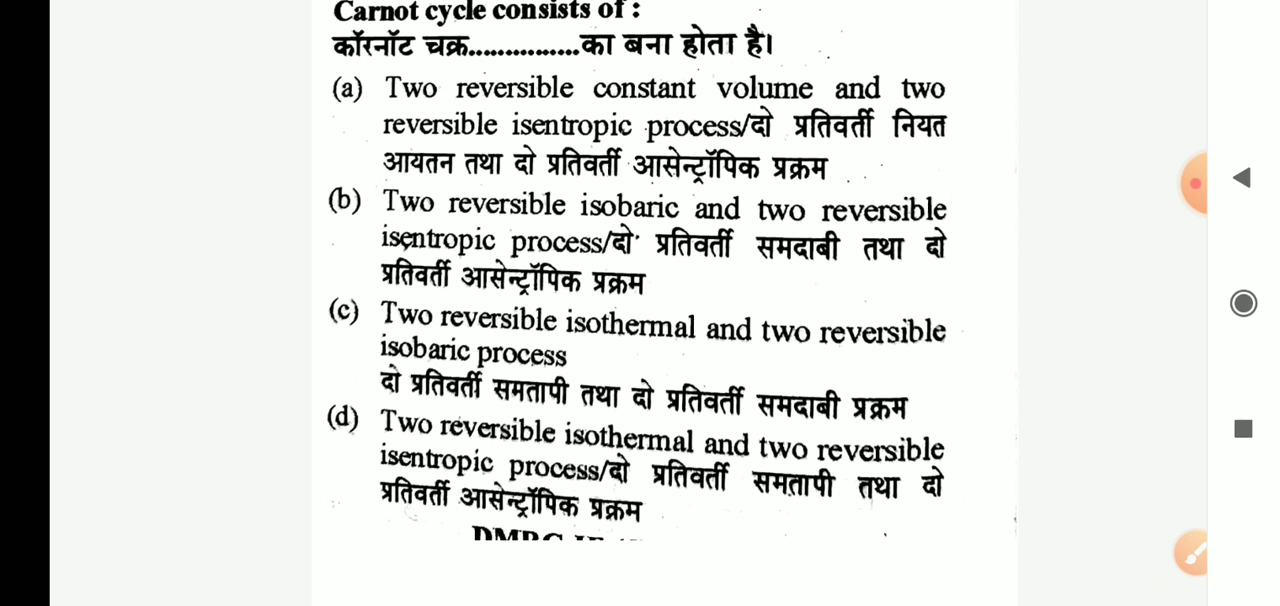 Carnot cycle consists of :
कॉरनॉट चक्र...............का बना होता है।
(a) Two reversible constant volume and two
reversible isentropic process/दो प्रतिवर्ती नियत
आयतन तथा दो प्रतिवर्ती आसेन्ट्रॉपिक प्रक्रम
(b) Two reversible isobaric and two reversible
isentropic process/दो प्रतिवर्ती समदाबी तथा दो
प्रतिवर्ती आसेन्ट्रॉपिक प्रक्रम
(c) Two reversible isothermal and two reversible
isobaric process
दो प्रतिवर्ती समतापी तथा दो प्रतिवर्ती समदाबी प्रक्रम
(d) Two reversible isothermal and two reversible
isentropic process/दो प्रतिवर्ती समतापी तथा दो
प्रतिवर्ती आसेन्ट्रॉपिक प्रक्रम